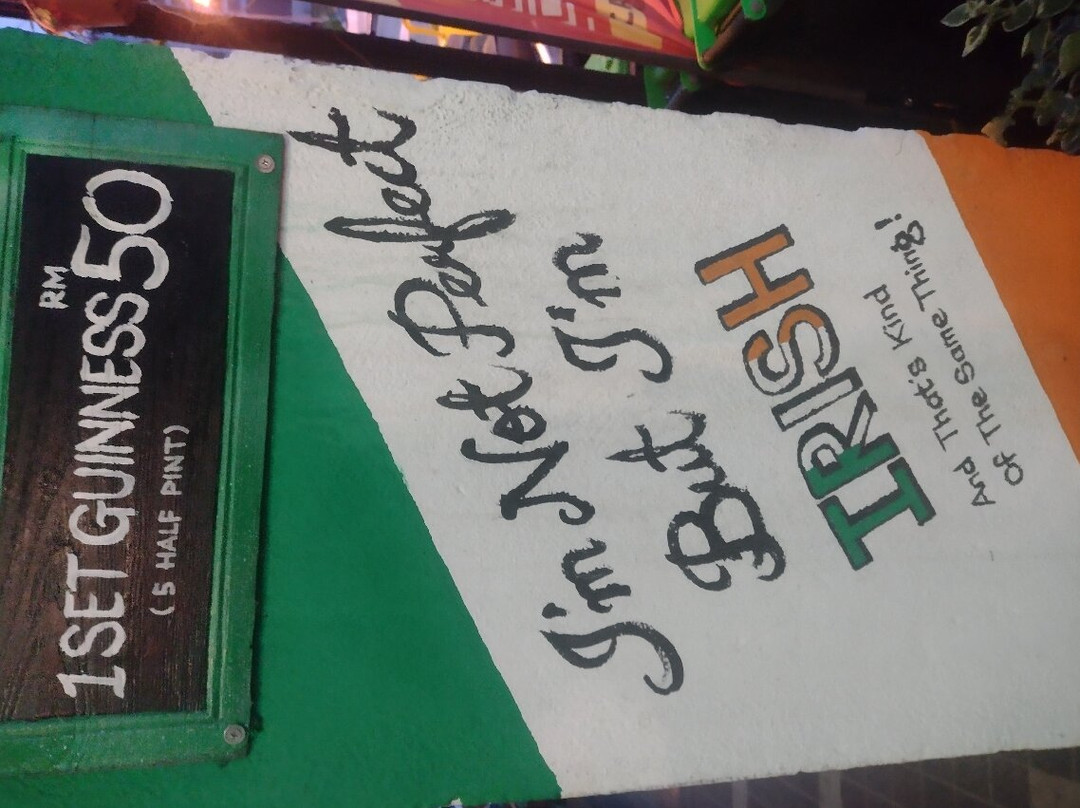 1 SET GUINNESS RM 50
(5 HALF PINT)
I'm Not Perfect
But I'm
IRISH
And That's Kind
Of The Same Thing!